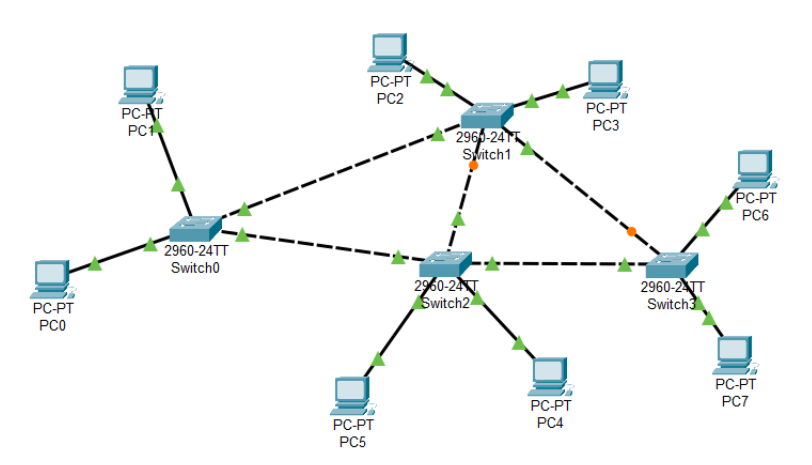 PC-PT
PC2
PC-PT
PC3
PC-PT
PC1
2960-24TT
Switch1
PC-PT
PC6
2960-24TT
Switch0
2960-24TT
Switch2
2960-24TT
Switch3
PC-PT
PC0
PC-PT
PC7
PC-PT
PC4
PC-PT
PC5